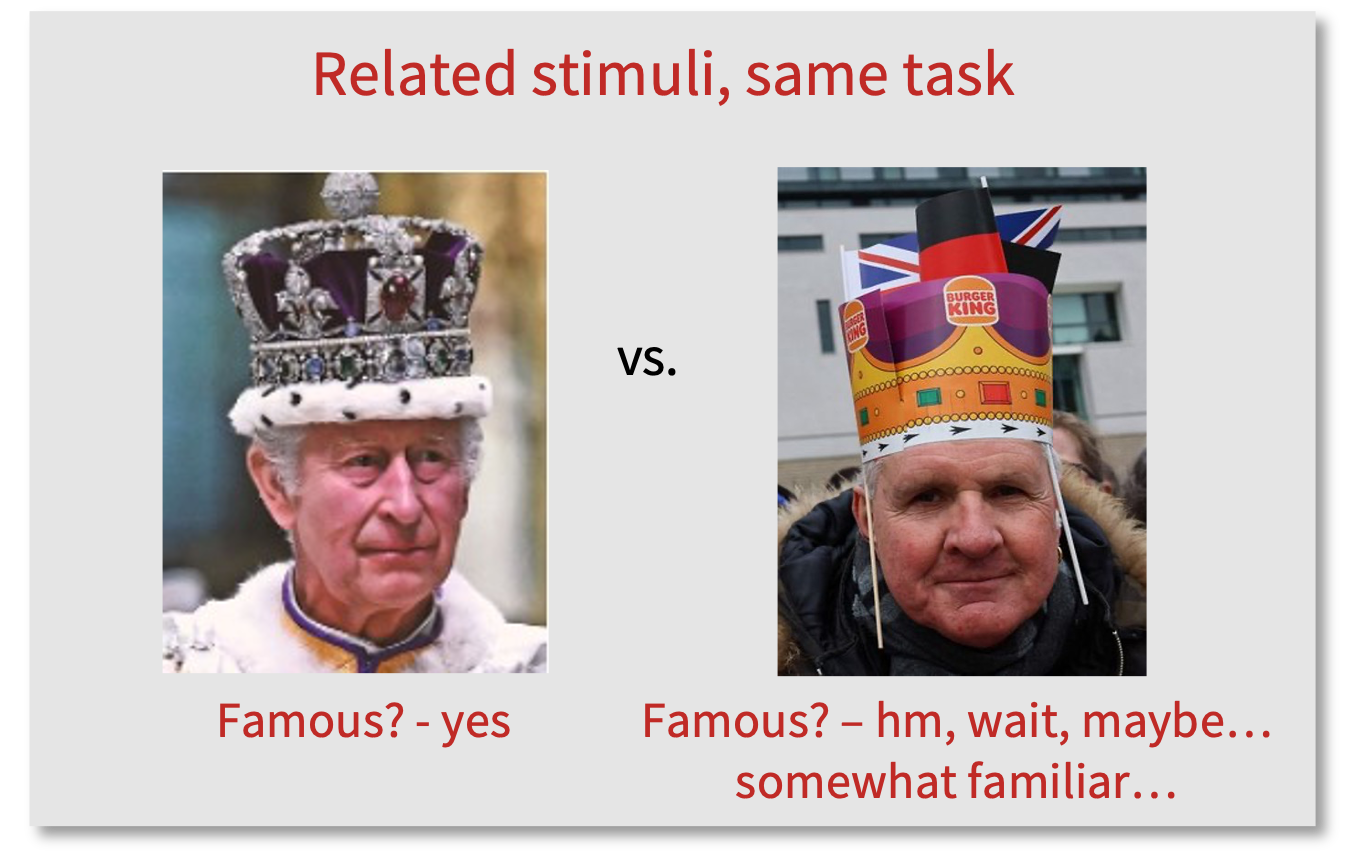 Related stimuli, same task
vs.
BURGER
KING
BURGER
KING
Famous? - yes
Famous? – hm, wait, maybe…
somewhat familiar…